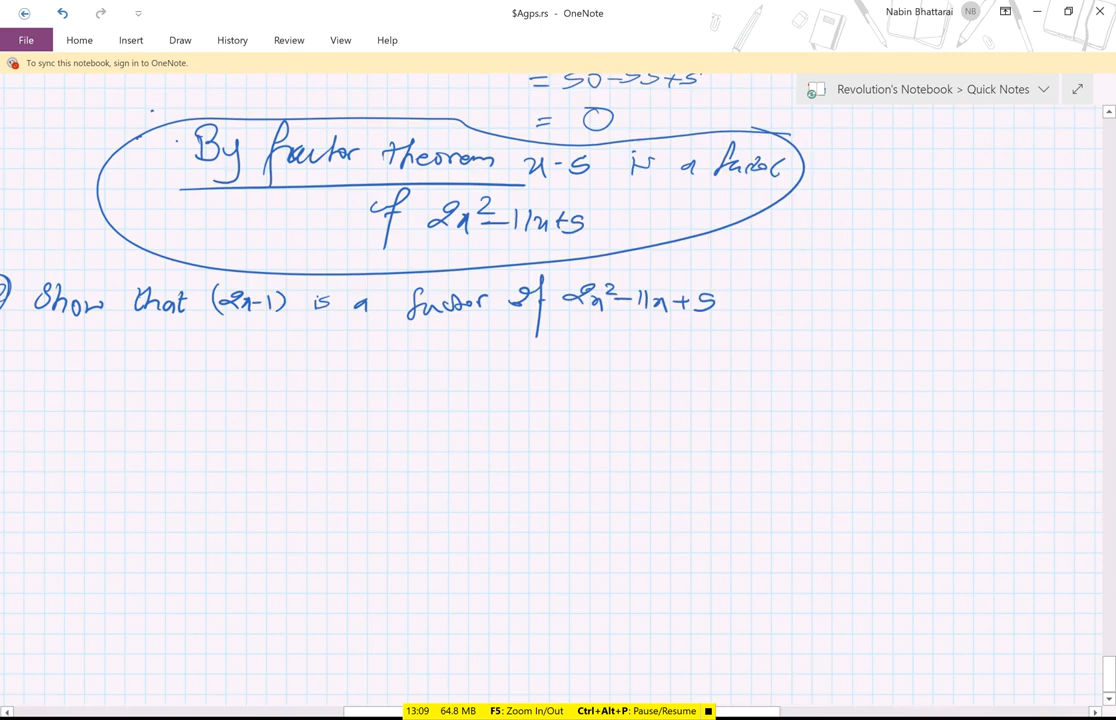 $Agps.rs - OneNote
Nabin Bhattarai NB
File Home Insert Draw History Review View Help
To sync this notebook, sign in to OneNote.
Revolution's Notebook > Quick Notes
= 50-55+5
= 0
By factor theorem x-5 is a factor
of 2x²-11x+5
Show that (2x-1) is a factor of 2x²-11x+5
13:09 64.8 MB F5: Zoom In/Out Ctrl+Alt+P: Pause/Resume